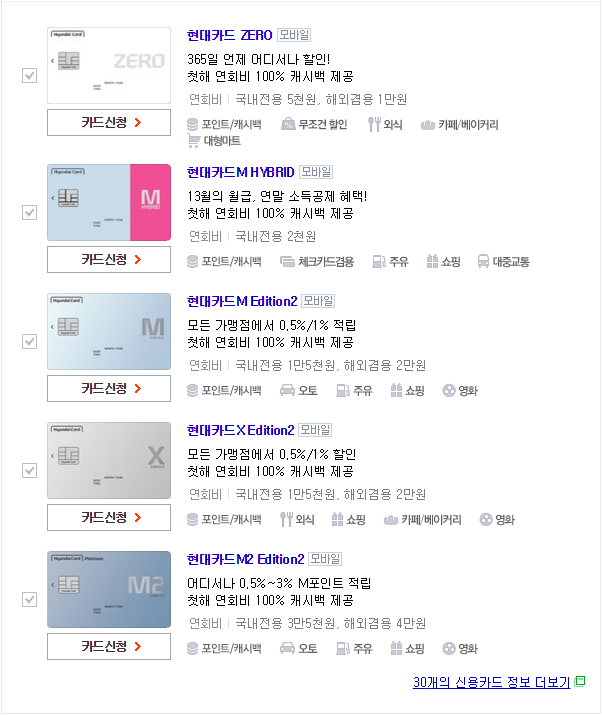 Hyundai Card
ZERO
현대카드 ZERO 모바일
365일 언제 어디서나 할인!
첫해 연회비 100% 캐시백 제공
연회비 | 국내전용 5천원, 해외겸용 1만원
카드신청
포인트/캐시백 무조건 할인 외식 카페/베이커리
대형마트
HyundaiCard
M
HYBRID
현대카드M HYBRID 모바일
13월의 월급, 연말 소득공제 혜택!
첫해 연회비 100% 캐시백 제공
연회비 | 국내전용 2천원
카드신청
포인트/캐시백 체크카드겸용 주유 쇼핑 대중교통
HyundaiCard
M
현대카드M Edition2 모바일
모든 가맹점에서 0.5%/1% 적립
첫해 연회비 100% 캐시백 제공
연회비 | 국내전용 1만5천원, 해외겸용 2만원
카드신청
포인트/캐시백 오토 주유 쇼핑 영화
HyundaiCard
X
현대카드X Edition2 모바일
모든 가맹점에서 0.5%/1% 할인
첫해 연회비 100% 캐시백 제공
연회비 | 국내전용 1만5천원, 해외겸용 2만원
카드신청
포인트/캐시백 외식 쇼핑 카페/베이커리 영화
HyundaiCard Platinum
M2
현대카드M2 Edition2 모바일
어디서나 0.5%~3% M포인트 적립
첫해 연회비 100% 캐시백 제공
연회비 | 국내전용 3만5천원, 해외겸용 4만원
카드신청
포인트/캐시백 오토 주유 쇼핑 영화
30개의 신용카드 정보 더보기